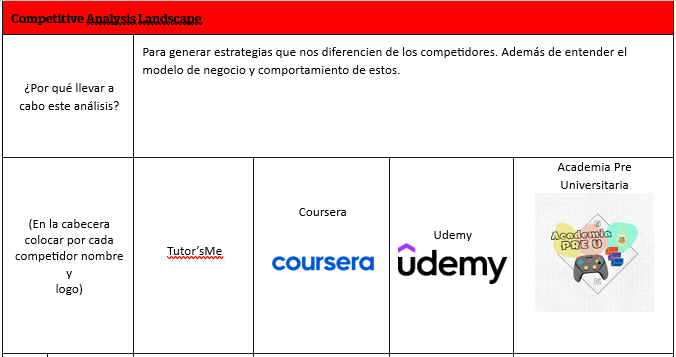 Competitive Analysis Landscape
Para generar estrategias que nos diferencien de los competidores. Además de entender el
modelo de negocio y comportamiento de estos.
¿Por qué llevar a
cabo este análisis?
(En la cabecera
colocar por cada
competidor nombre
y
logo)
Tutor'sMe
Coursera
coursera
Udemy
ûdemy
Academia Pre
Universitaria
Academia
PRE U